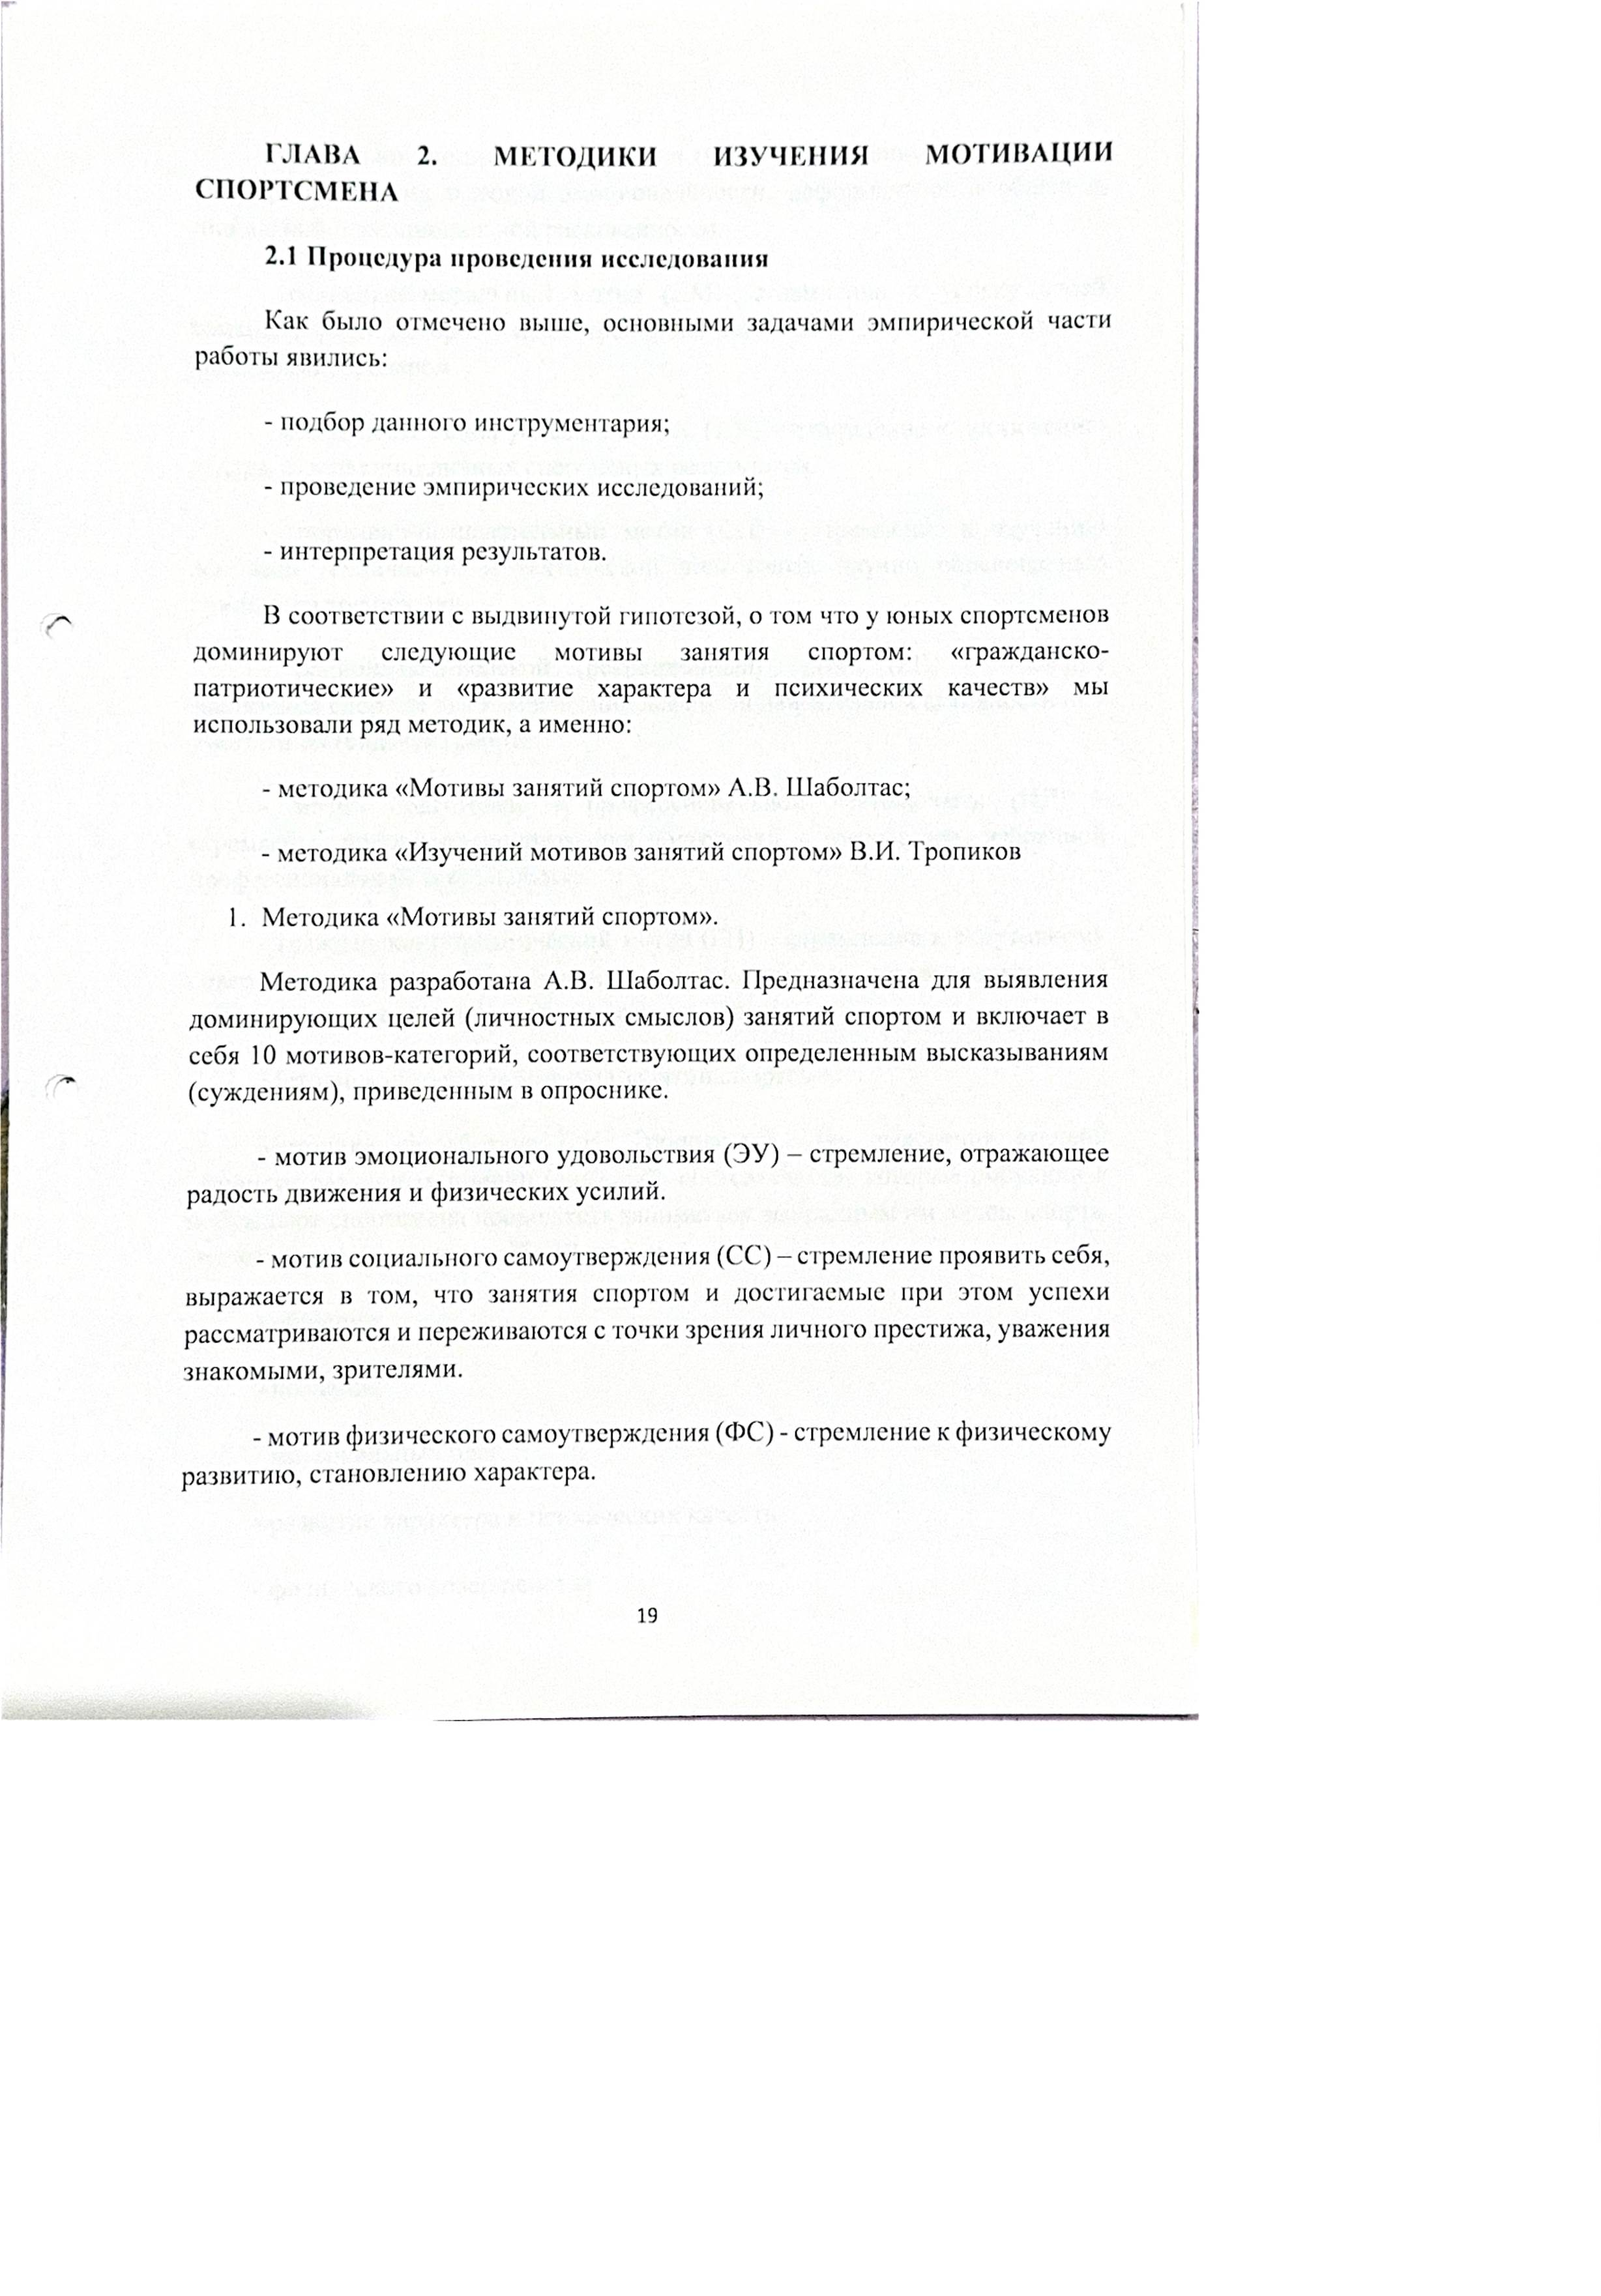 ГЛАВА 2. МЕТОДИКИ ИЗУЧЕНИЯ МОТИВАЦИИ
СПОРТСМЕНА
2.1 Процедура проведения исследования
Как было отмечено выше, основными задачами эмпирической части
работы явились:
- подбор данного инструментария;
- проведение эмпирических исследований;
- интерпретация результатов.
В соответствии с выдвинутой гипотезой, о том что у юных спортсменов
доминируют следующие мотивы занятия спортом: «гражданско-
патриотические» и «развитие характера и психических качеств» мы
использовали ряд методик, а именно:
- методика «Мотивы занятий спортом» А.В. Шаболтас;
- методика «Изучений мотивов занятий спортом» В.И. Тропиков
1. Методика «Мотивы занятий спортом».
Методика разработана А.В. Шаболтас. Предназначена для выявления
доминирующих целей (личностных смыслов) занятий спортом и включает в
себя 10 мотивов-категорий, соответствующих определенным высказываниям
(суждениям), приведенным в опроснике.
- мотив эмоционального удовольствия (ЭУ) – стремление, отражающее
радость движения и физических усилий.
- мотив социального самоутверждения (СС) – стремление проявить себя,
выражается в том, что занятия спортом и достигаемые при этом успехи
рассматриваются и переживаются с точки зрения личного престижа, уважения
знакомыми, зрителями.
- мотив физического самоутверждения (ФС) - стремление к физическому
развитию, становлению характера.
19